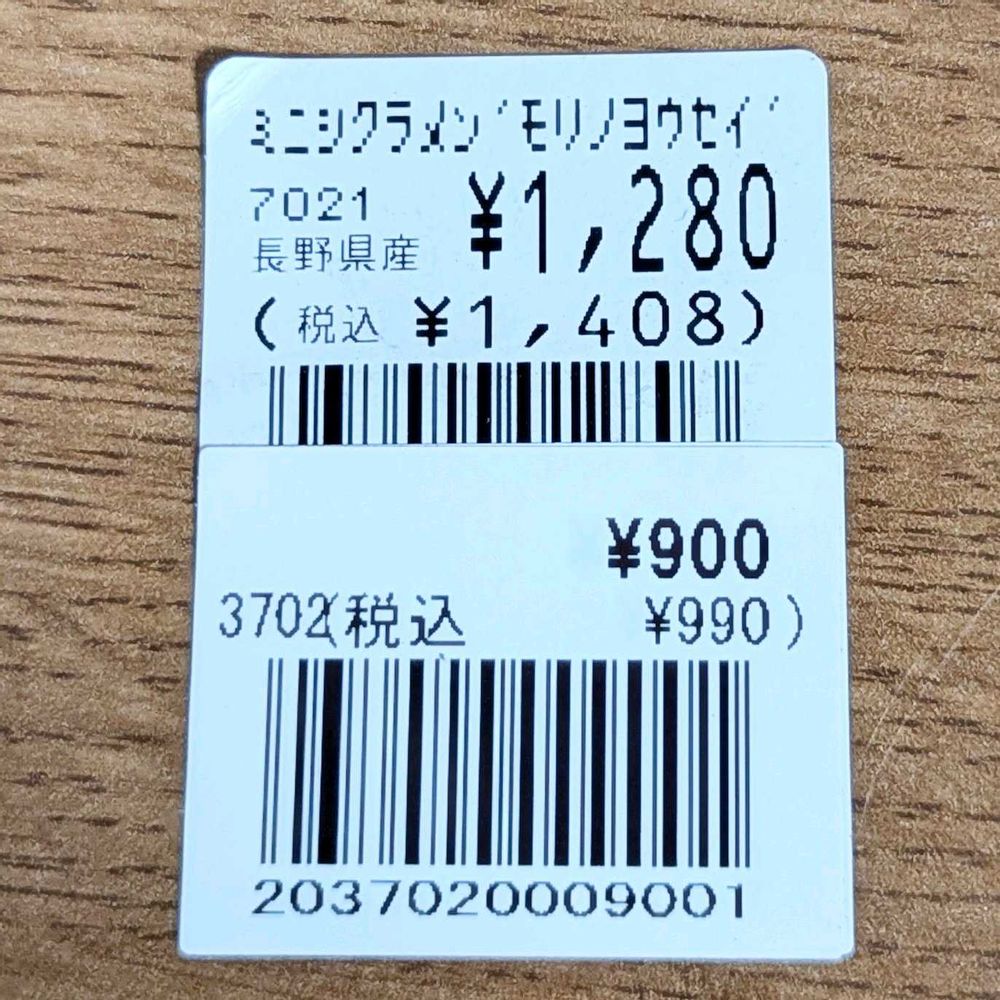 ミニシクラメン‘モリノヨウセイ’
7021 ¥1,280
長野県産
(税込 ¥1,408)
¥900
3702(税込 ¥990)
2037020009001